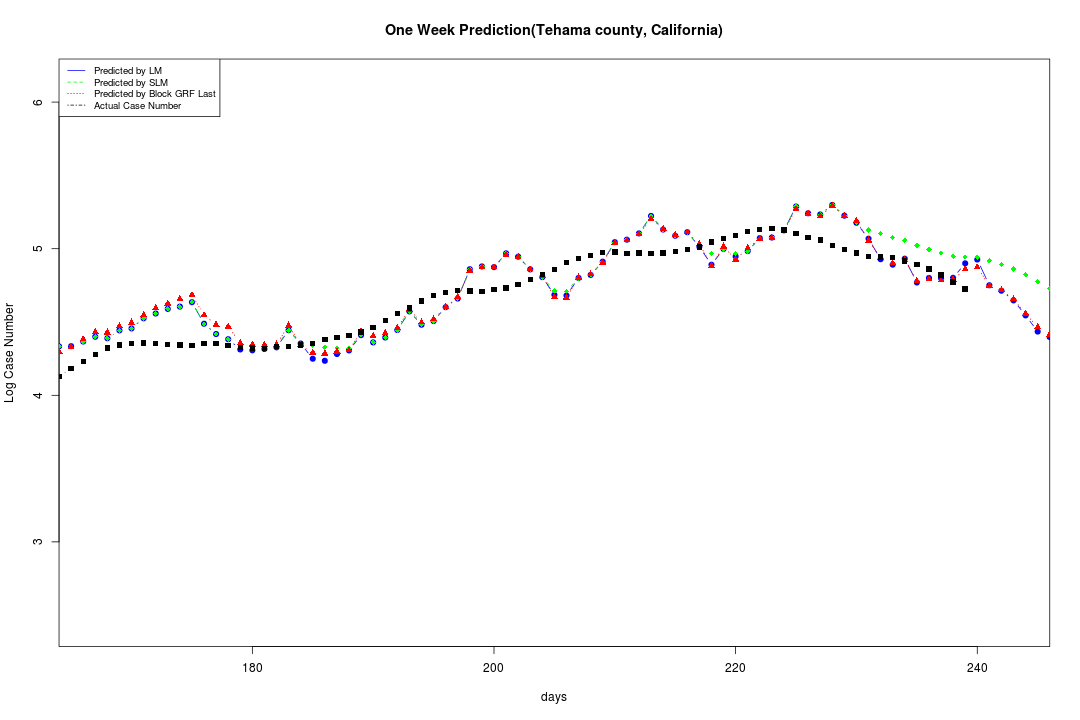 One Week Prediction(Tehama county, California)
Predicted by LM
Predicted by SLM
Predicted by Block GRF Last
Actual Case Number
6
5
4
3
Log Case Number
180 200 220 240
days